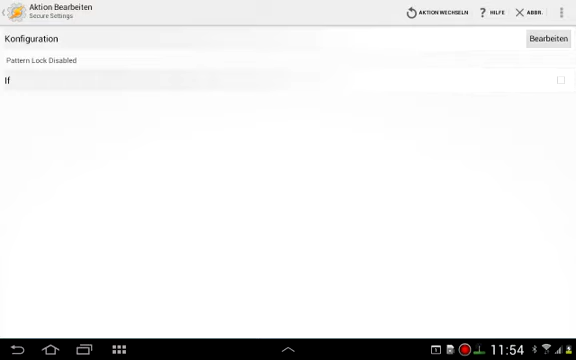 Aktion Bearbeiten
Secure Settings
AKTION WECHSELN
? HILFE
ABBR.
Konfiguration
Bearbeiten
Pattern Lock Disabled
If
11:54